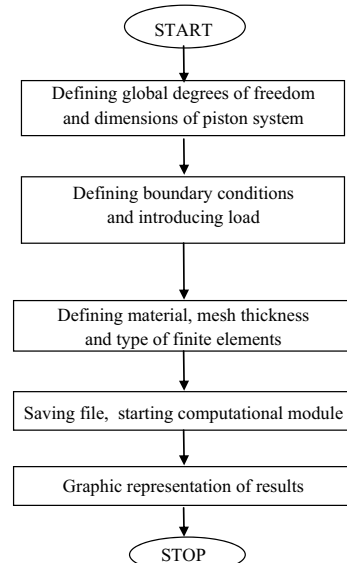 START
Defining global degrees of freedom
and dimensions of piston system
Defining boundary conditions
and introducing load
Defining material, mesh thickness
and type of finite elements
Saving file, starting computational module
Graphic representation of results
STOP